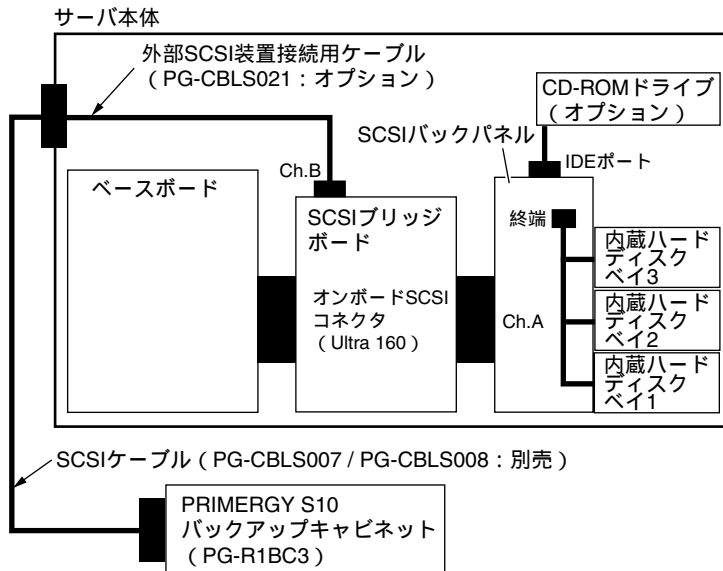 サーバ本体
外部SCSI装置接続用ケーブル
（PG-CBLS021：オプション）
CD-ROMドライブ
（オプション）
SCSIバックパネル
IDEポート
Ch.B
ベースボード
SCSIブリッジ
ボード
オンボードSCSI
コネクタ
（Ultra 160）
終端
Ch.A
内蔵ハード
ディスク
ベイ3
内蔵ハード
ディスク
ベイ2
内蔵ハード
ディスク
ベイ1
SCSIケーブル（PG-CBLS007 / PG-CBLS008：別売）
PRIMERGY S10
バックアップキャビネット
（PG-R1BC3）